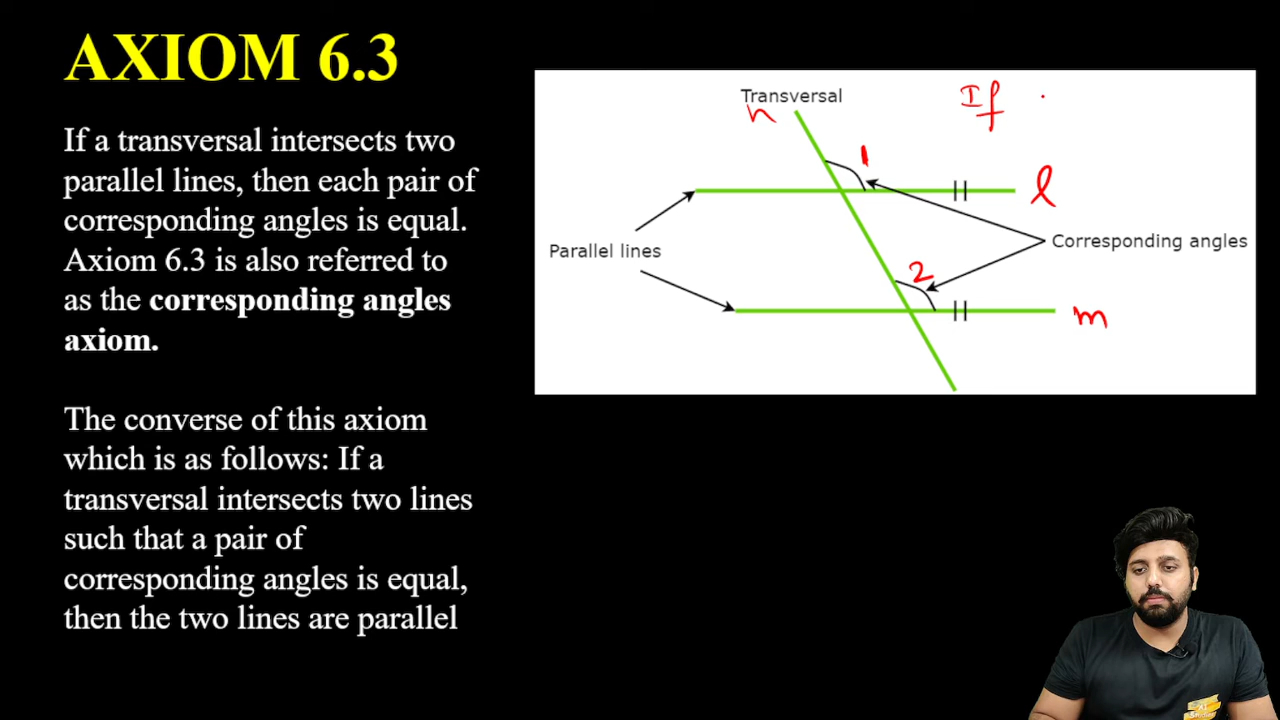 AXIOM 6.3
If a transversal intersects two
parallel lines, then each pair of
corresponding angles is equal.
Axiom 6.3 is also referred to
as the corresponding angles
axiom.
The converse of this axiom
which is as follows: If a
transversal intersects two lines
such that a pair of
corresponding angles is equal,
then the two lines are parallel
Transversal
n
If
1
l
Parallel lines
Corresponding angles
2
m